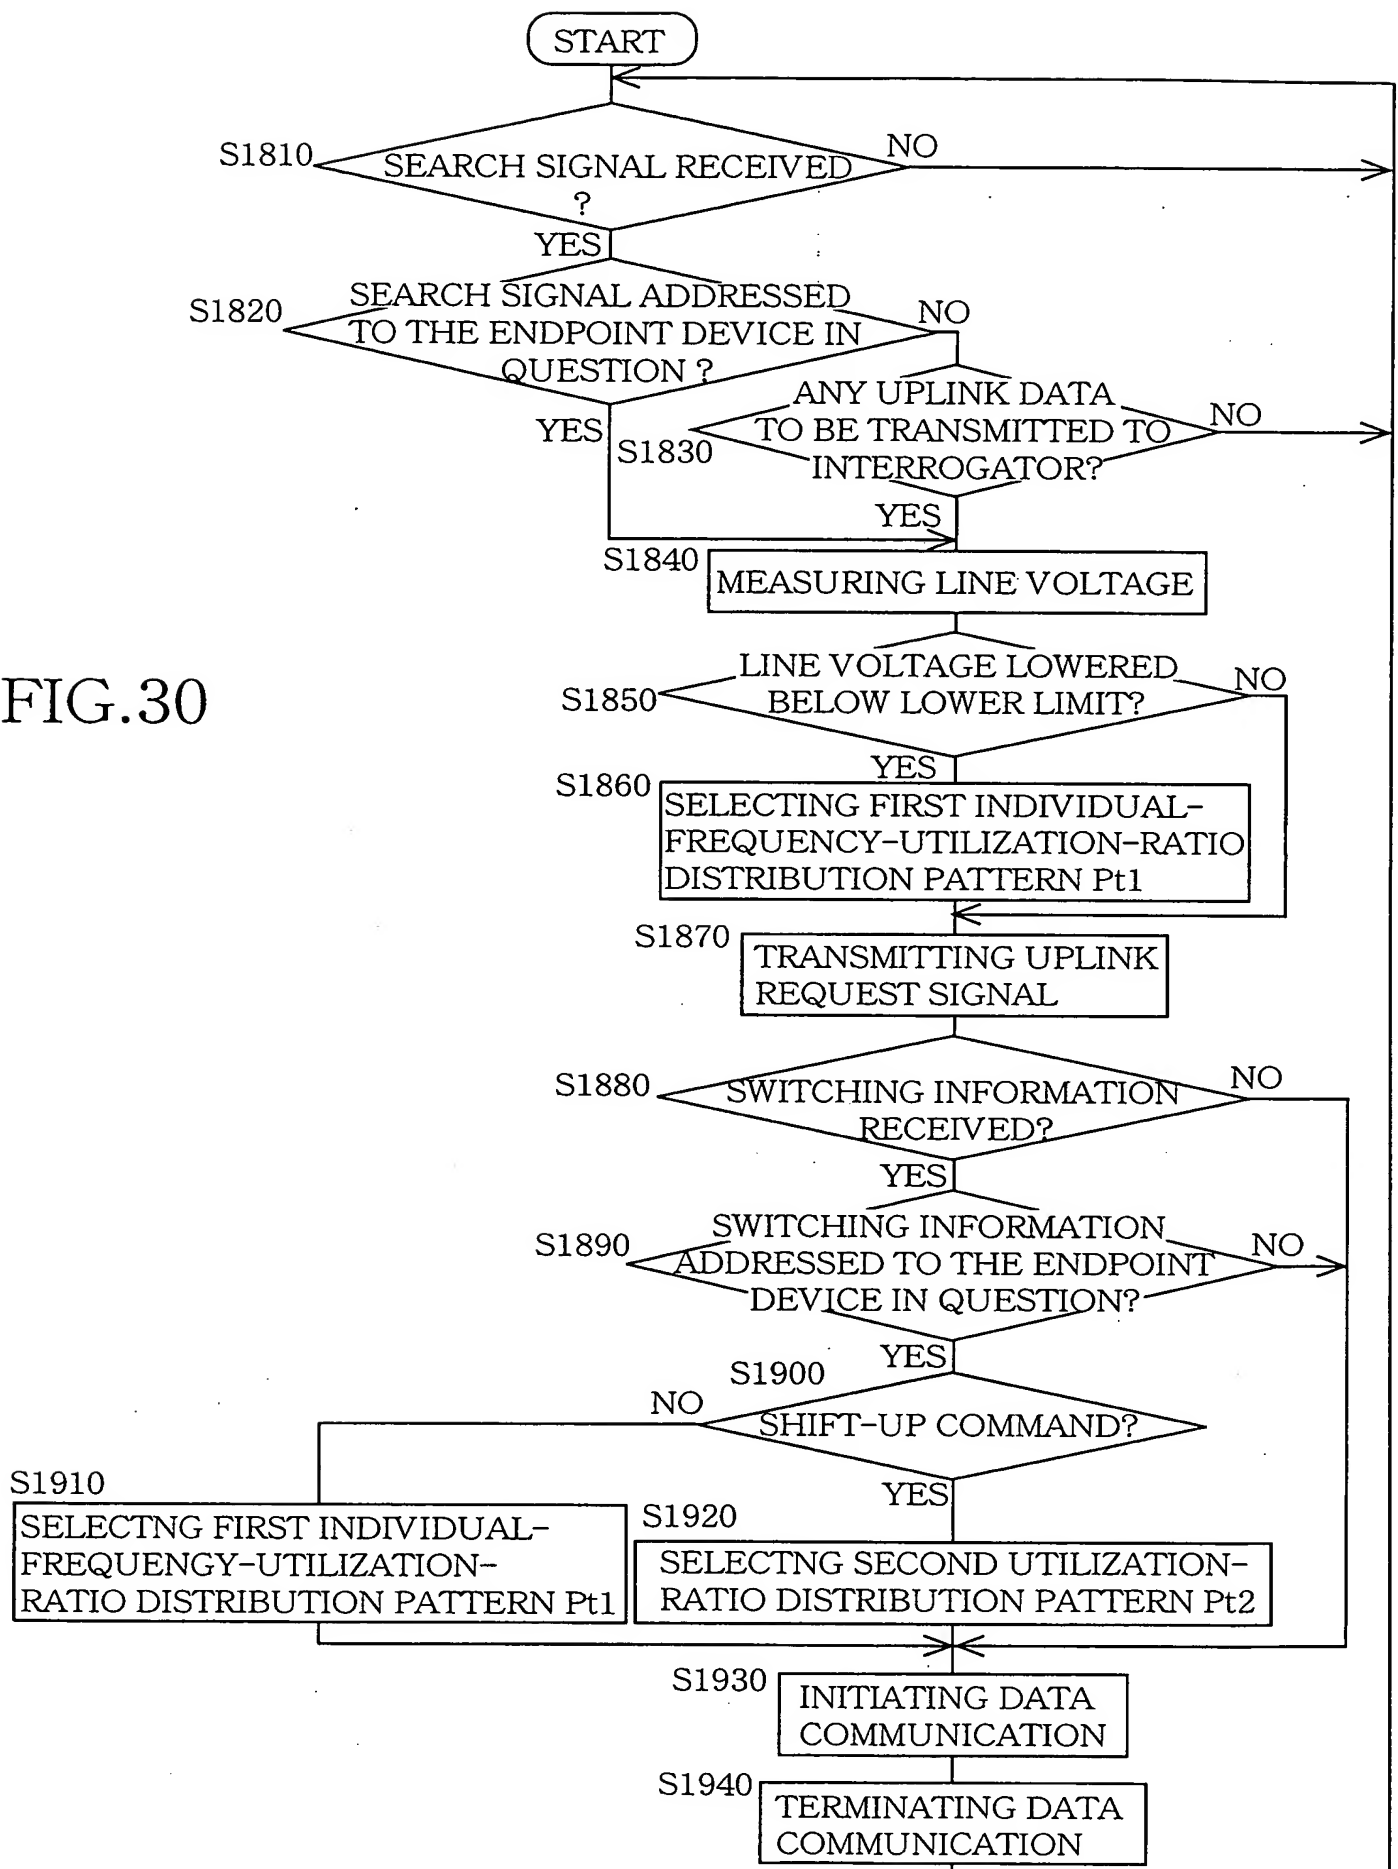 START
S1810
SEARCH SIGNAL RECEIVED
?
NO
YES
S1820
SEARCH SIGNAL ADDRESSED
TO THE ENDPOINT DEVICE IN
QUESTION ?
NO
YES
S1830
ANY UPLINK DATA
TO BE TRANSMITTED TO
INTERROGATOR?
NO
YES
S1840
MEASURING LINE VOLTAGE
FIG.30
S1850
LINE VOLTAGE LOWERED
BELOW LOWER LIMIT?
NO
YES
S1860
SELECTING FIRST INDIVIDUAL-
FREQUENCY-UTILIZATION-RATIO
DISTRIBUTION PATTERN Pt1
S1870
TRANSMITTING UPLINK
REQUEST SIGNAL
S1880
SWITCHING INFORMATION
RECEIVED?
NO
YES
S1890
SWITCHING INFORMATION
ADDRESSED TO THE ENDPOINT
DEVICE IN QUESTION?
NO
YES
S1900
SHIFT-UP COMMAND?
NO
YES
S1910
SELECTNG FIRST INDIVIDUAL-
FREQUENGY-UTILIZATION-
RATIO DISTRIBUTION PATTERN Pt1
S1920
SELECTNG SECOND UTILIZATION-
RATIO DISTRIBUTION PATTERN Pt2
S1930
INITIATING DATA
COMMUNICATION
S1940
TERMINATING DATA
COMMUNICATION